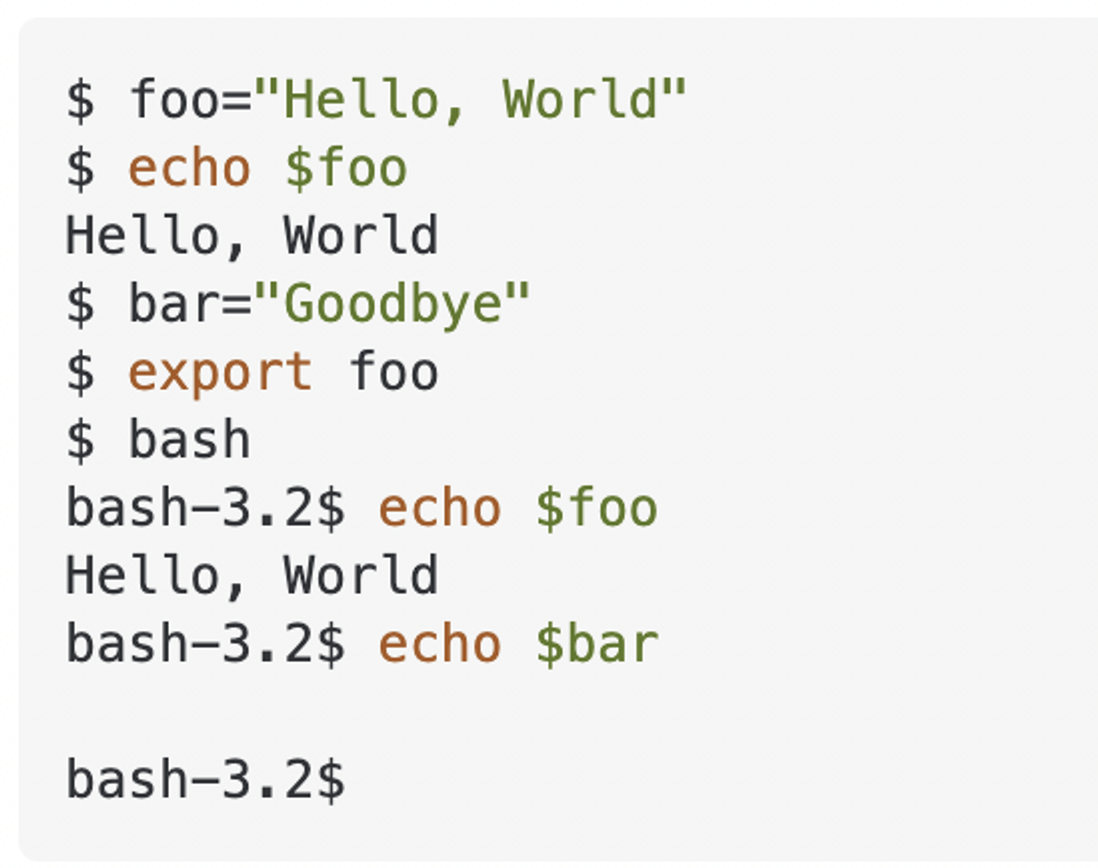 $ foo="Hello, World"
$ echo $foo
Hello, World
$ bar="Goodbye"
$ export foo
$ bash
bash-3.2$ echo $foo
Hello, World
bash-3.2$ echo $bar

bash-3.2$